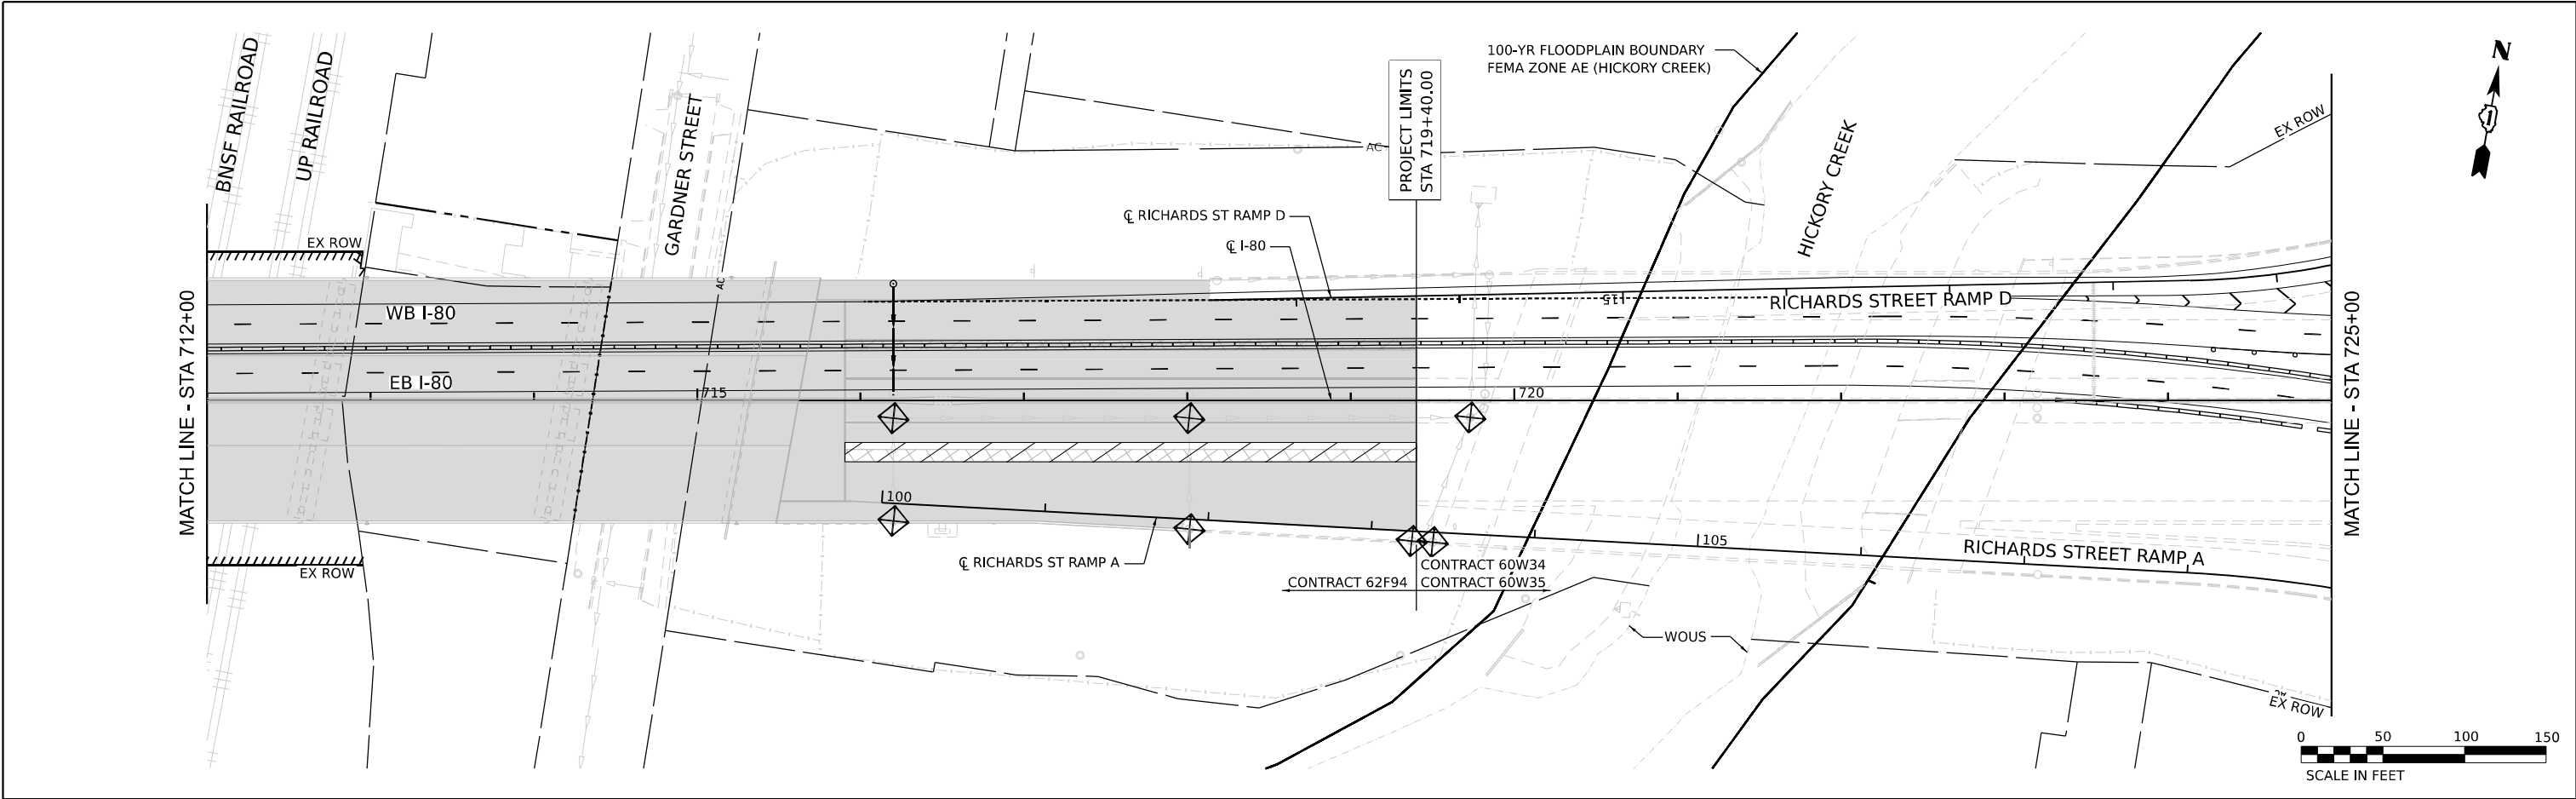 BNSF RAILROAD
UP RAILROAD
GARDNER STREET
100-YR FLOODPLAIN BOUNDARY
FEMA ZONE AE (HICKORY CREEK)
PROJECT LIMITS
STA 719+40.00
HICKORY CREEK
EX ROW
N
1
AC
℄ RICHARDS ST RAMP D
℄ I-80
EX ROW
AC
MATCH LINE - STA 712+00
WB I-80
15
RICHARDS STREET RAMP D
MATCH LINE - STA 725+00
EB I-80
715
720
100
105
RICHARDS STREET RAMP A
℄ RICHARDS ST RAMP A
EX ROW
CONTRACT 60W34
CONTRACT 62F94
CONTRACT 60W35
WOUS
EX ROW
0 50 100 150
SCALE IN FEET